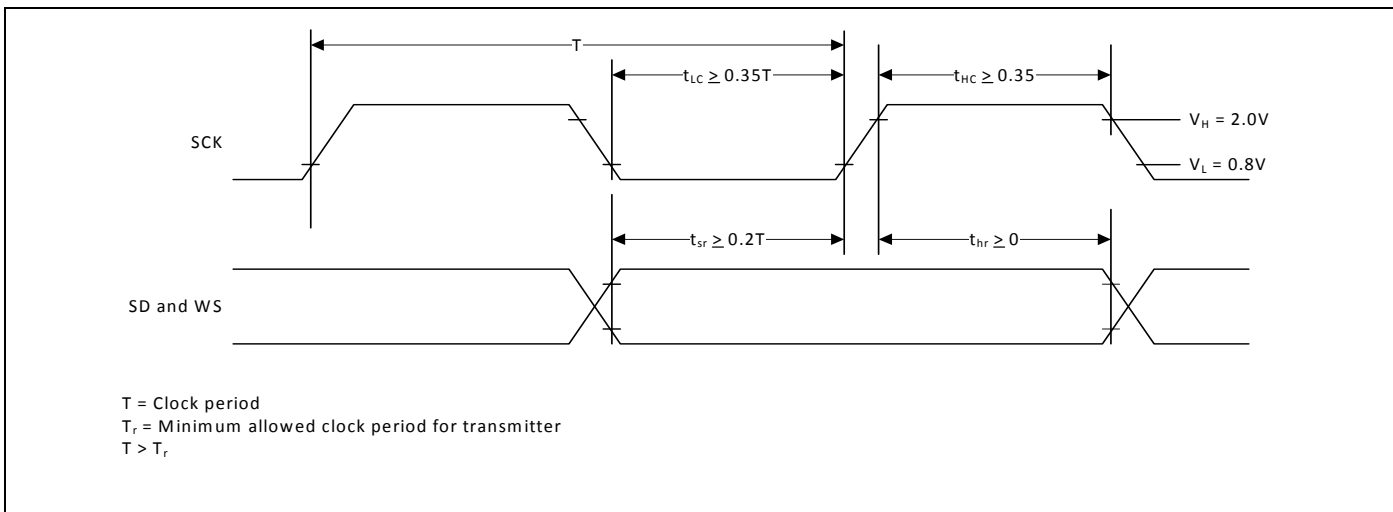 T
t_LC ≥ 0.35T
t_HC ≥ 0.35
SCK
V_H = 2.0V
V_L = 0.8V
t_sr ≥ 0.2T
t_hr ≥ 0
SD and WS
T = Clock period
T_r = Minimum allowed clock period for transmitter
T > T_r